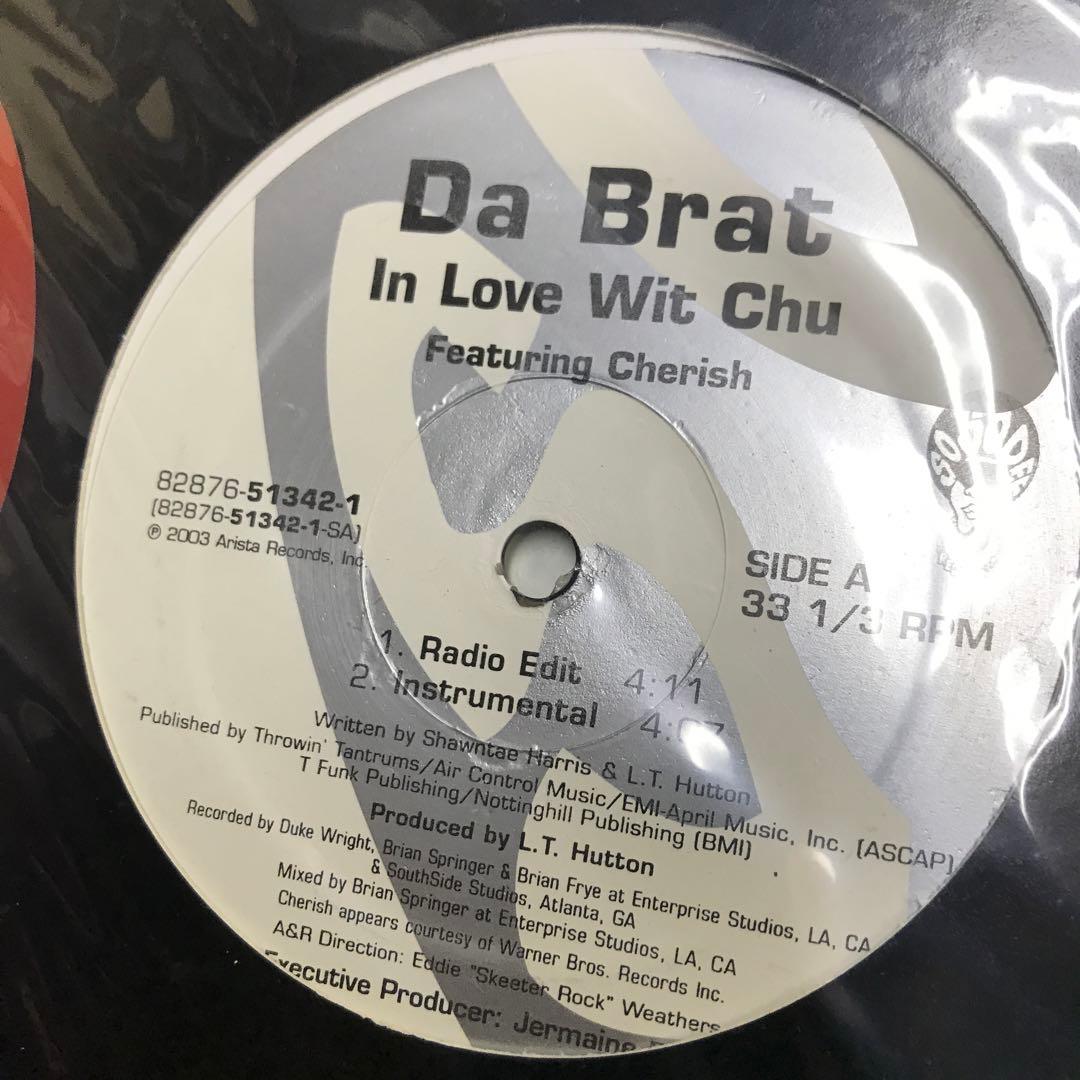 Da Brat
In Love Wit Chu
Featuring Cherish
SO SO DEF
82876-51342-1
(82876-51342-1-SA)
℗ 2003 Arista Records, Inc.
SIDE A
33 1/3 RPM
1. Radio Edit 4:11
2. Instrumental 4:07
Written by Shawntae Harris & L.T. Hutton
Published by Throwin' Tantrums/Air Control Music/EMI-April Music, Inc. (ASCAP)
T Funk Publishing/Nottinghill Publishing (BMI)
Produced by L.T. Hutton
Recorded by Duke Wright, Brian Springer & Brian Frye at Enterprise Studios, LA, CA
& SouthSide Studios, Atlanta, GA
Mixed by Brian Springer at Enterprise Studios, LA, CA
Cherish appears courtesy of Warner Bros. Records Inc.
A&R Direction: Eddie "Skeeter Rock" Weathers
Executive Producer: Jermaine